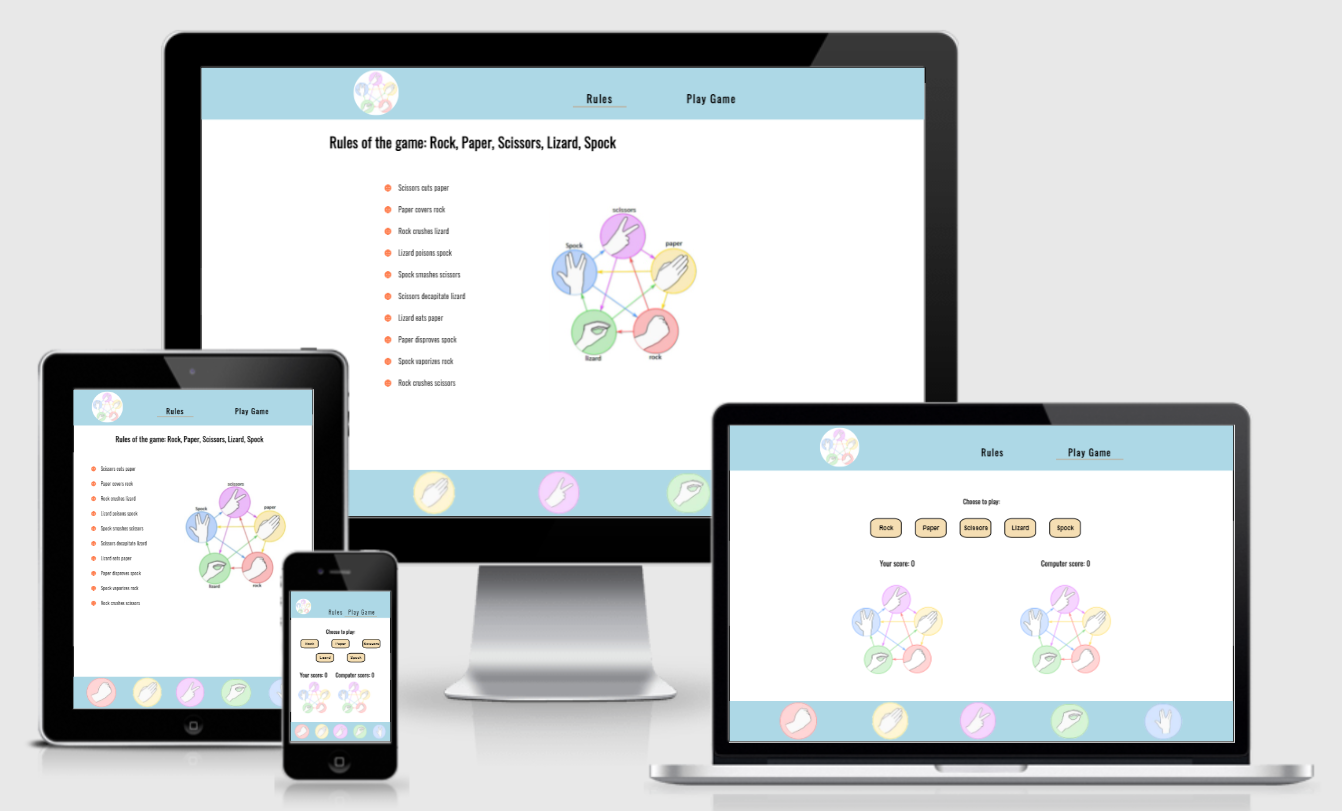 Rules
Play Game
Rules of the game: Rock, Paper, Scissors, Lizard, Spock
Scissors cuts paper
Paper covers rock
Rock crushes lizard
Lizard poisons spock
Spock smashes scissors
Scissors decapitate lizard
Lizard eats paper
Paper disproves spock
Spock vaporizes rock
Rock crushes scissors
scissors
Spock
paper
lizard
rock
Rules
Play Game
Rules of the game: Rock, Paper, Scissors, Lizard, Spock
Scissors cuts paper
Paper covers rock
Rock crushes lizard
Lizard poisons spock
Spock smashes scissors
Scissors decapitate lizard
Lizard eats paper
Paper disproves spock
Spock vaporizes rock
Rock crushes scissors
scissors
Spock
paper
lizard
rock
Rules Play Game
Choose to play:
Rock Paper Scissors
Lizard Spock
Your score: 0 Computer score: 0
Rules
Play Game
Choose to play:
Rock Paper Scissors Lizard Spock
Your score: 0
Computer score: 0